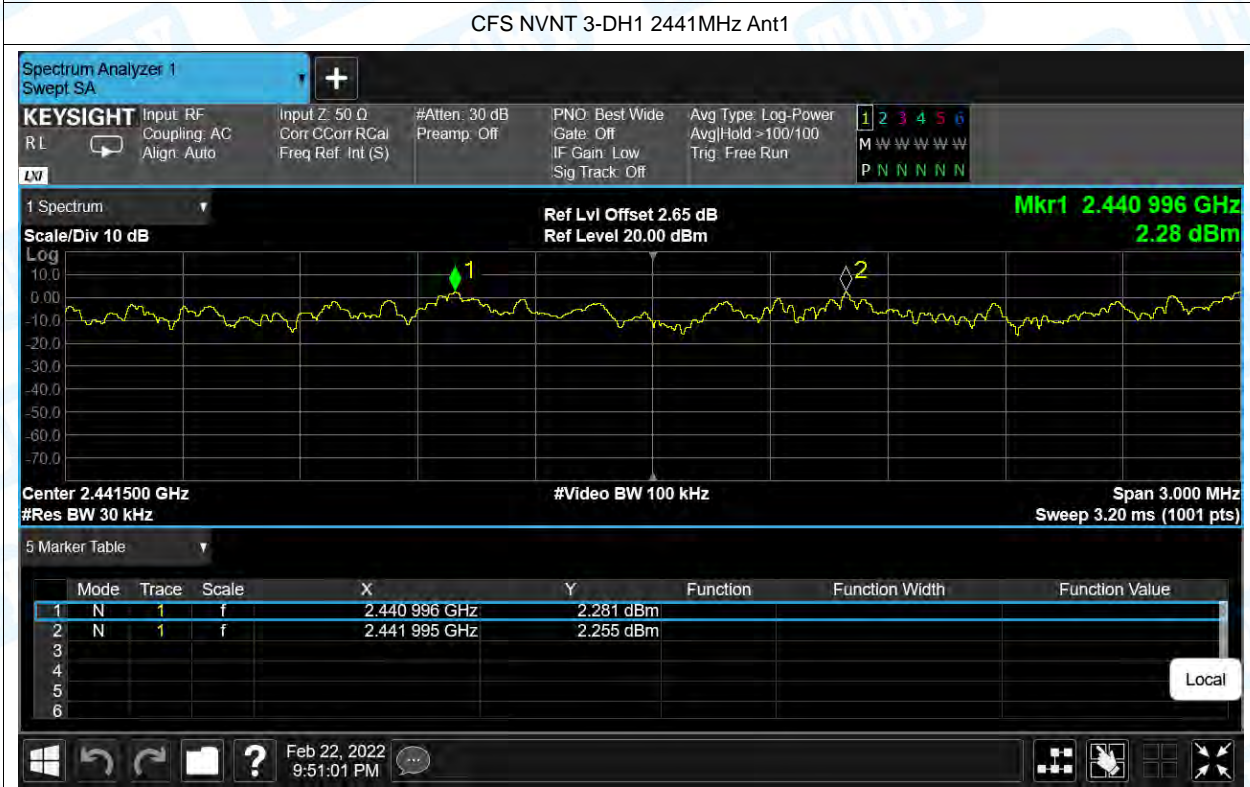 CFS NVNT 3-DH1 2441MHz Ant1
Spectrum Analyzer 1
Swept SA
+
KEYSIGHT Input: RF Input Z: 50 Ω #Atten: 30 dB PNO: Best Wide Avg Type: Log-Power 1 2 3 4 5 6
RL Coupling: AC Corr CCorr RCal Preamp: Off Gate: Off Avg|Hold >100/100 M W W W W W
Align: Auto Freq Ref: Int (S) IF Gain: Low Trig: Free Run
LXI Sig Track: Off P N N N N N
1 Spectrum Ref Lvl Offset 2.65 dB Mkr1 2.440 996 GHz
Scale/Div 10 dB Ref Level 20.00 dBm 2.28 dBm
Log
1 2
10.0
0.00
-10.0
-20.0
-30.0
-40.0
-50.0
-60.0
-70.0
Center 2.441500 GHz #Video BW 100 kHz Span 3.000 MHz
#Res BW 30 kHz Sweep 3.20 ms (1001 pts)
5 Marker Table
Mode Trace Scale X Y Function Function Width Function Value
1 N 1 f 2.440 996 GHz 2.281 dBm
2 N 1 f 2.441 995 GHz 2.255 dBm
3
4
5
6
Local
? Feb 22, 2022
9:51:01 PM